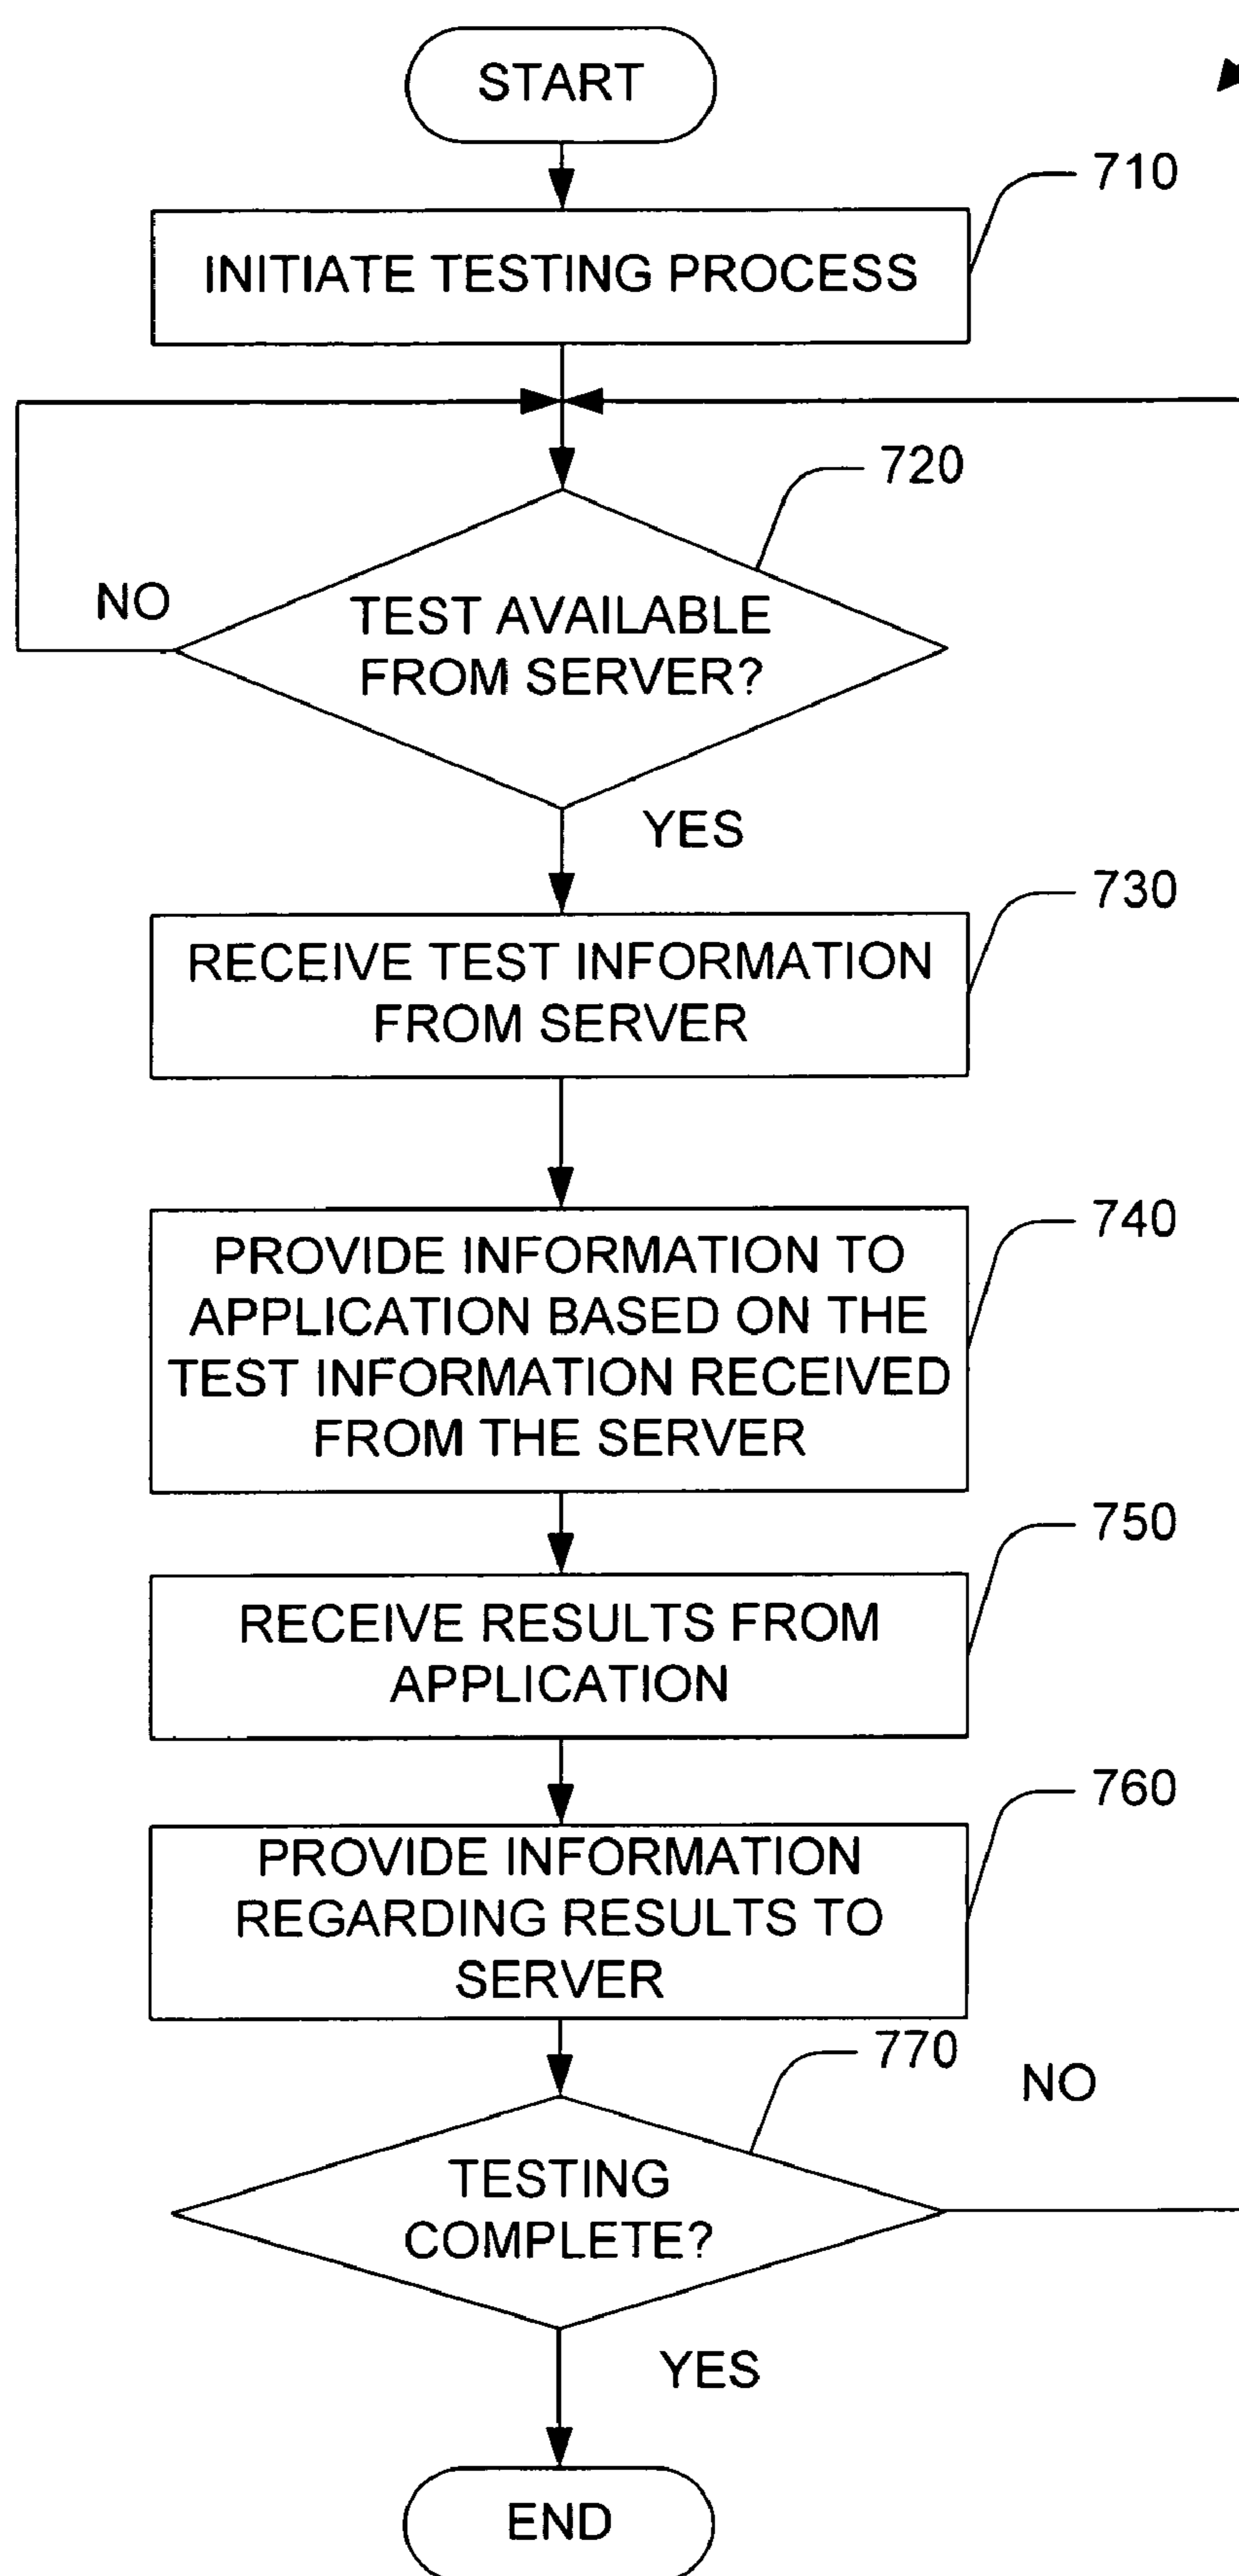 START
710
INITIATE TESTING PROCESS
720
NO
TEST AVAILABLE
FROM SERVER?
YES
730
RECEIVE TEST INFORMATION
FROM SERVER
740
PROVIDE INFORMATION TO
APPLICATION BASED ON THE
TEST INFORMATION RECEIVED
FROM THE SERVER
750
RECEIVE RESULTS FROM
APPLICATION
760
PROVIDE INFORMATION
REGARDING RESULTS TO
SERVER
770
NO
TESTING
COMPLETE?
YES
END